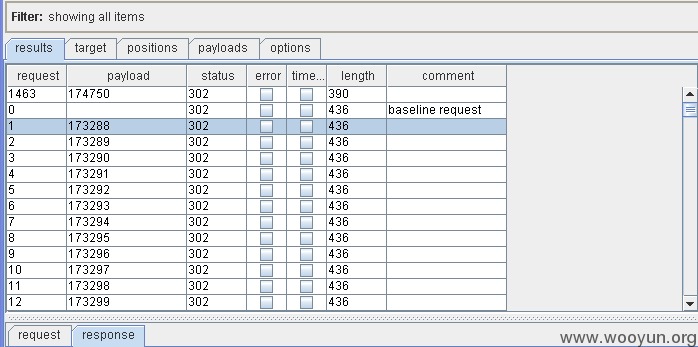 Filter: showing all items
results target positions payloads options
request payload status error time... length comment
1463 174750 302 390
0 302 436 baseline request
1 173288 302 436
2 173289 302 436
3 173290 302 436
4 173291 302 436
5 173292 302 436
6 173293 302 436
7 173294 302 436
8 173295 302 436
9 173296 302 436
10 173297 302 436
11 173298 302 436
12 173299 302 436
request response
www.wooyun.org